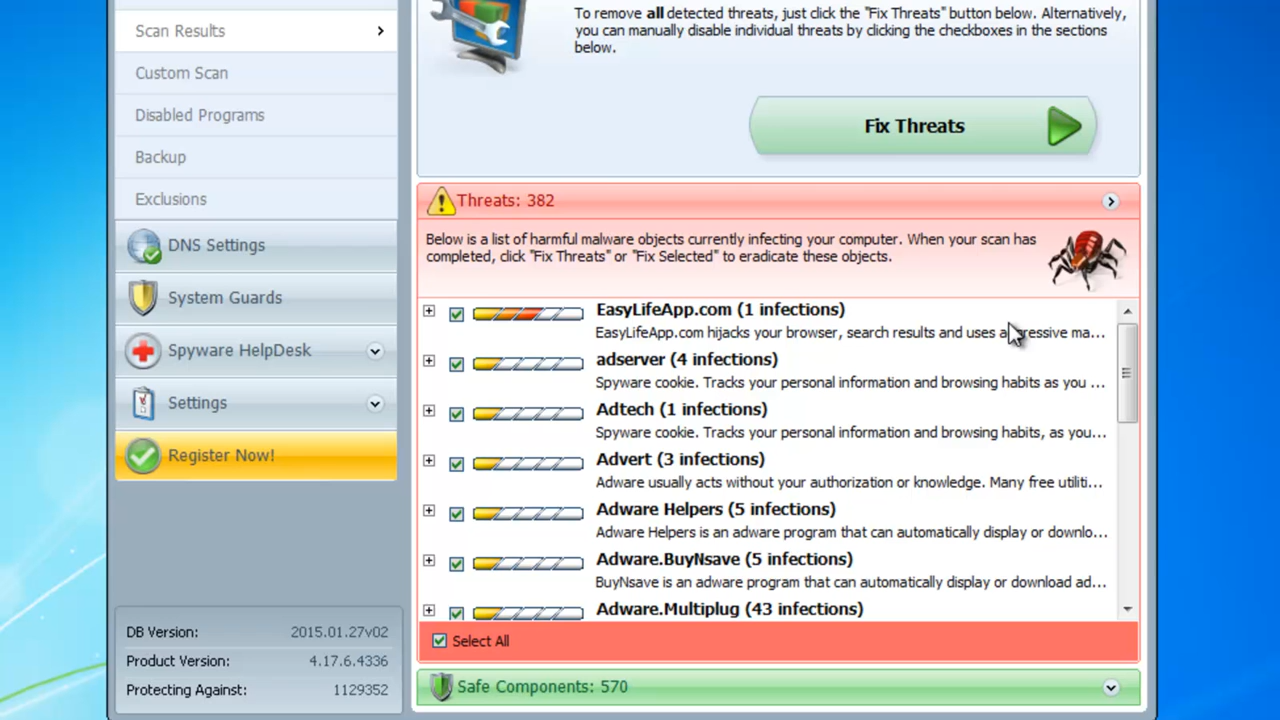 Scan Results
Custom Scan
Disabled Programs
Backup
Exclusions
DNS Settings
System Guards
Spyware HelpDesk
Settings
Register Now!
DB Version: 2015.01.27v02
Product Version: 4.17.6.4336
Protecting Against: 1129352
To remove all detected threats, just click the "Fix Threats" button below. Alternatively,
you can manually disable individual threats by clicking the checkboxes in the sections
below.
Fix Threats
Threats: 382
Below is a list of harmful malware objects currently infecting your computer. When your scan has
completed, click "Fix Threats" or "Fix Selected" to eradicate these objects.
EasyLifeApp.com (1 infections)
EasyLifeApp.com hijacks your browser, search results and uses aggressive ma...
adserver (4 infections)
Spyware cookie. Tracks your personal information and browsing habits as you ...
Adtech (1 infections)
Spyware cookie. Tracks your personal information and browsing habits, as you...
Advert (3 infections)
Adware usually acts without your authorization or knowledge. Many free utiliti...
Adware Helpers (5 infections)
Adware Helpers is an adware program that can automatically display or downlo...
Adware.BuyNsave (5 infections)
BuyNsave is an adware program that can automatically display or download ad...
Adware.Multiplug (43 infections)
Select All
Safe Components: 570